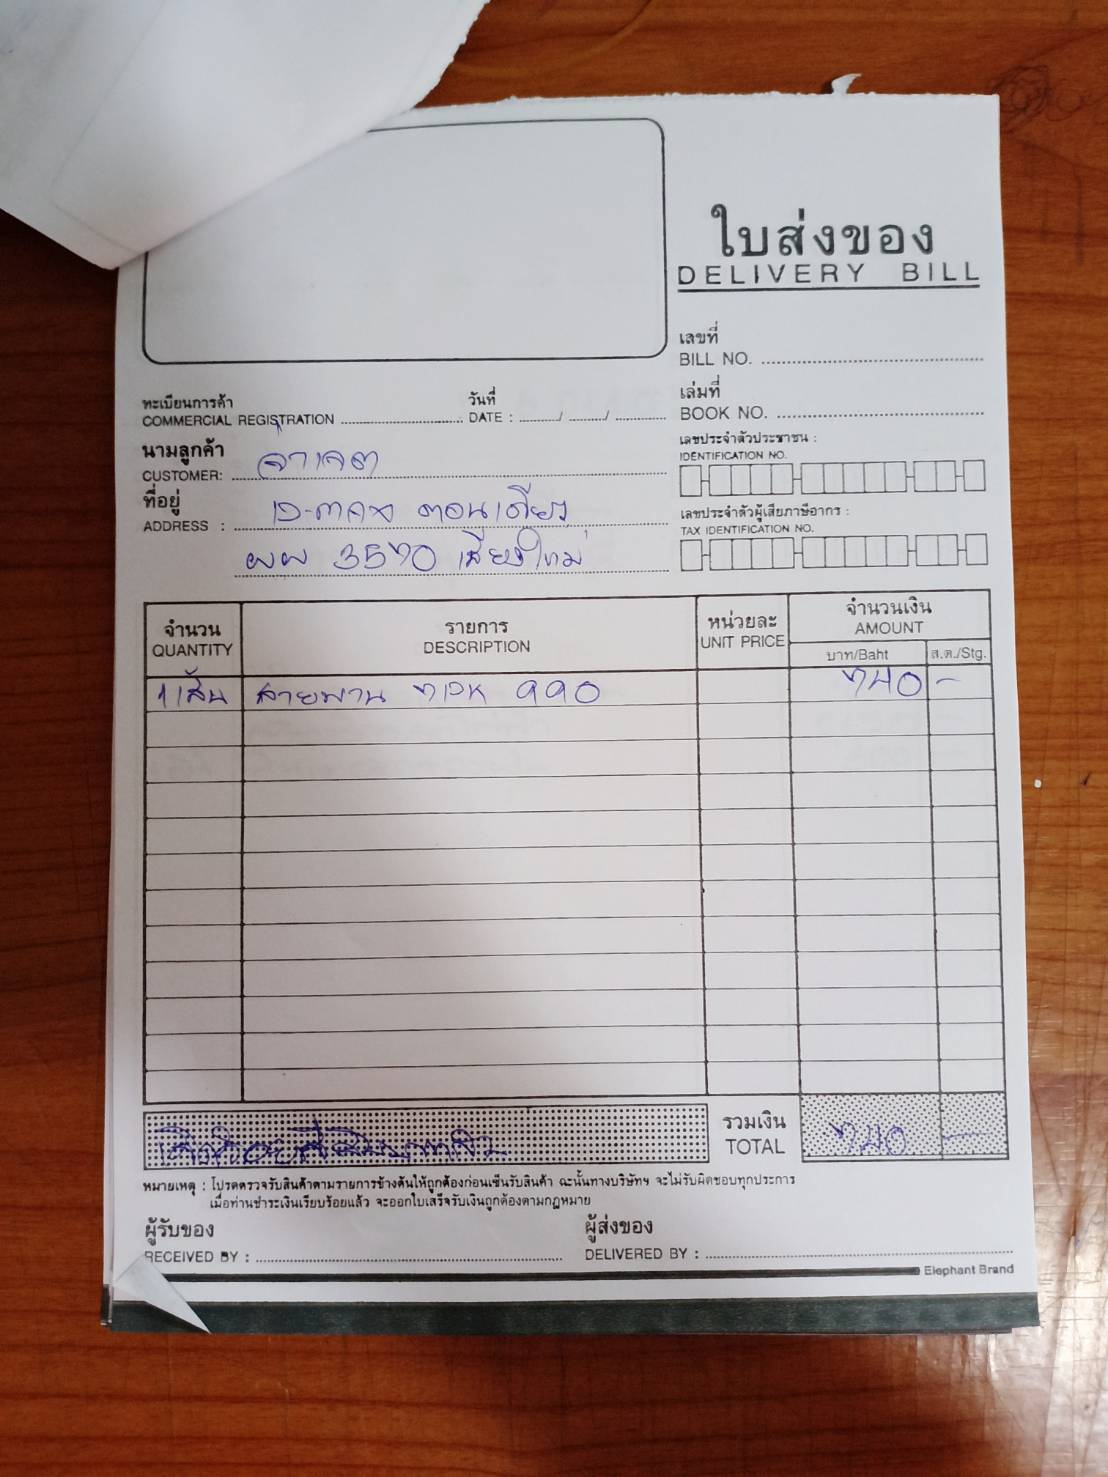 ใบส่งของ
DELIVERY BILL
เลขที่
BILL NO.
ทะเบียนการค้า
COMMERCIAL REGISTRATION
วันที่
DATE : / /
เล่มที่
BOOK NO.
นามลูกค้า
CUSTOMER:
เลขประจำตัวประชาชน :
IDENTIFICATION NO.
ที่อยู่
ADDRESS : ตอนเดียว
เลขประจำตัวผู้เสียภาษีอากร :
TAX IDENTIFICATION NO.
ผผ 3570 เชียงใหม่
จำนวน
QUANTITY
รายการ
DESCRIPTION
หน่วยละ
UNIT PRICE
จำนวนเงิน
AMOUNT
บาท/Baht
ส.ต./Stg.
1 เส้น สายพาน 990 740 -
รวมเงิน
TOTAL 740 -
หมายเหตุ : โปรดตรวจรับสินค้าตามรายการข้างต้นให้ถูกต้องก่อนเซ็นรับสินค้า ฉะนั้นทางบริษัทฯ จะไม่รับผิดชอบทุกประการ
เมื่อท่านชำระเงินเรียบร้อยแล้ว จะออกใบเสร็จรับเงินถูกต้องตามกฎหมาย
ผู้รับของ
RECEIVED BY :
ผู้ส่งของ
DELIVERED BY :
Elephant Brand